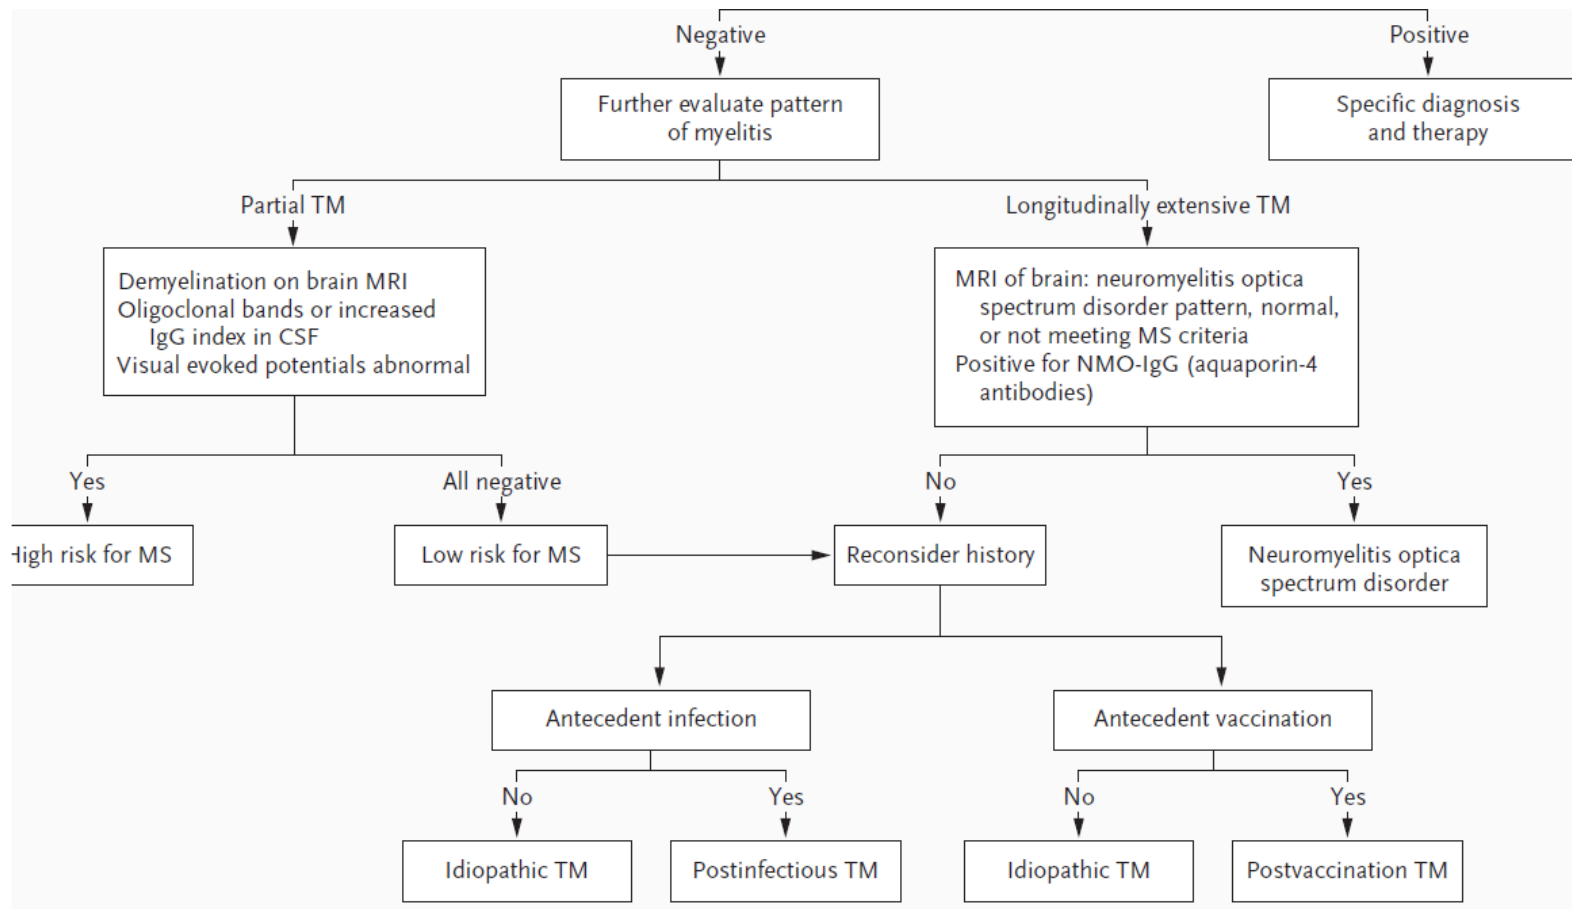 Negative
Positive
Further evaluate pattern
of myelitis
Specific diagnosis
and therapy
Partial TM
Longitudinally extensive TM
Demyelination on brain MRI
Oligoclonal bands or increased
IgG index in CSF
Visual evoked potentials abnormal
MRI of brain: neuromyelitis optica
spectrum disorder pattern, normal,
or not meeting MS criteria
Positive for NMO-IgG (aquaporin-4
antibodies)
Yes
All negative
No
Yes
High risk for MS
Low risk for MS
Reconsider history
Neuromyelitis optica
spectrum disorder
Antecedent infection
Antecedent vaccination
No
Yes
No
Yes
Idiopathic TM
Postinfectious TM
Idiopathic TM
Postvaccination TM